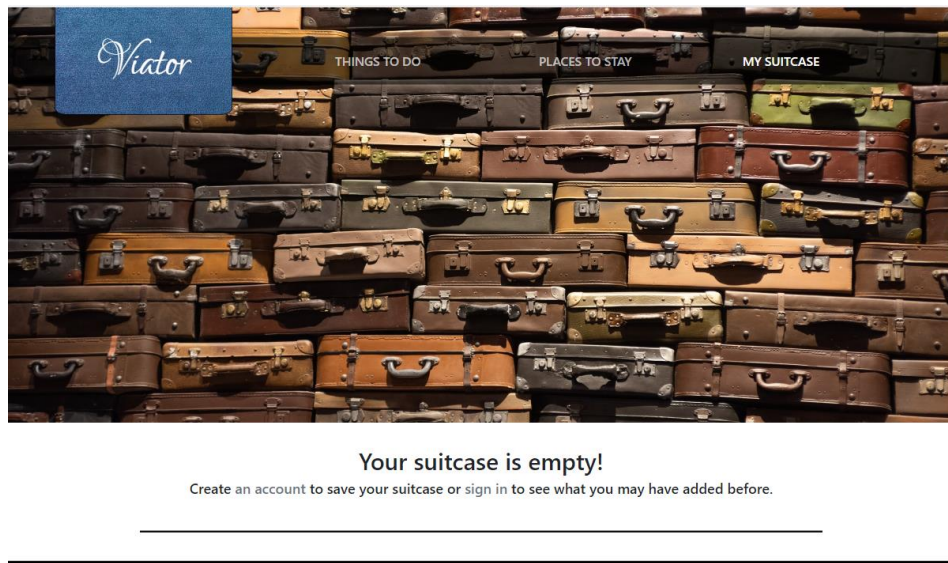 Viator
THINGS TO DO
PLACES TO STAY
MY SUITCASE
Your suitcase is empty!
Create an account to save your suitcase or sign in to see what you may have added before.